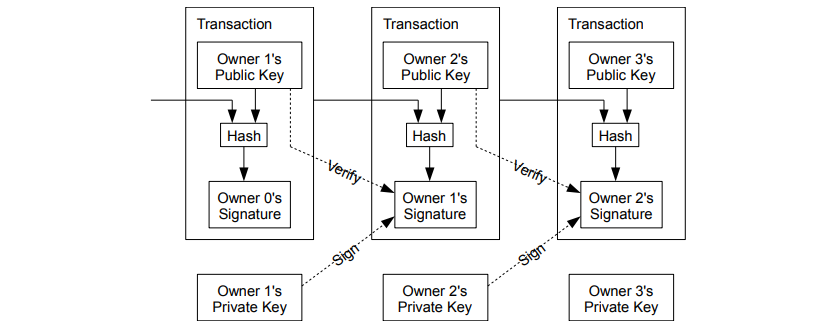 Transaction
Owner 1's
Public Key
Hash
Owner 0's
Signature
Transaction
Owner 2's
Public Key
Hash
Verify
Owner 1's
Signature
Transaction
Owner 3's
Public Key
Hash
Verify
Owner 2's
Signature
Owner 1's
Private Key
Sign
Owner 2's
Private Key
Sign
Owner 3's
Private Key